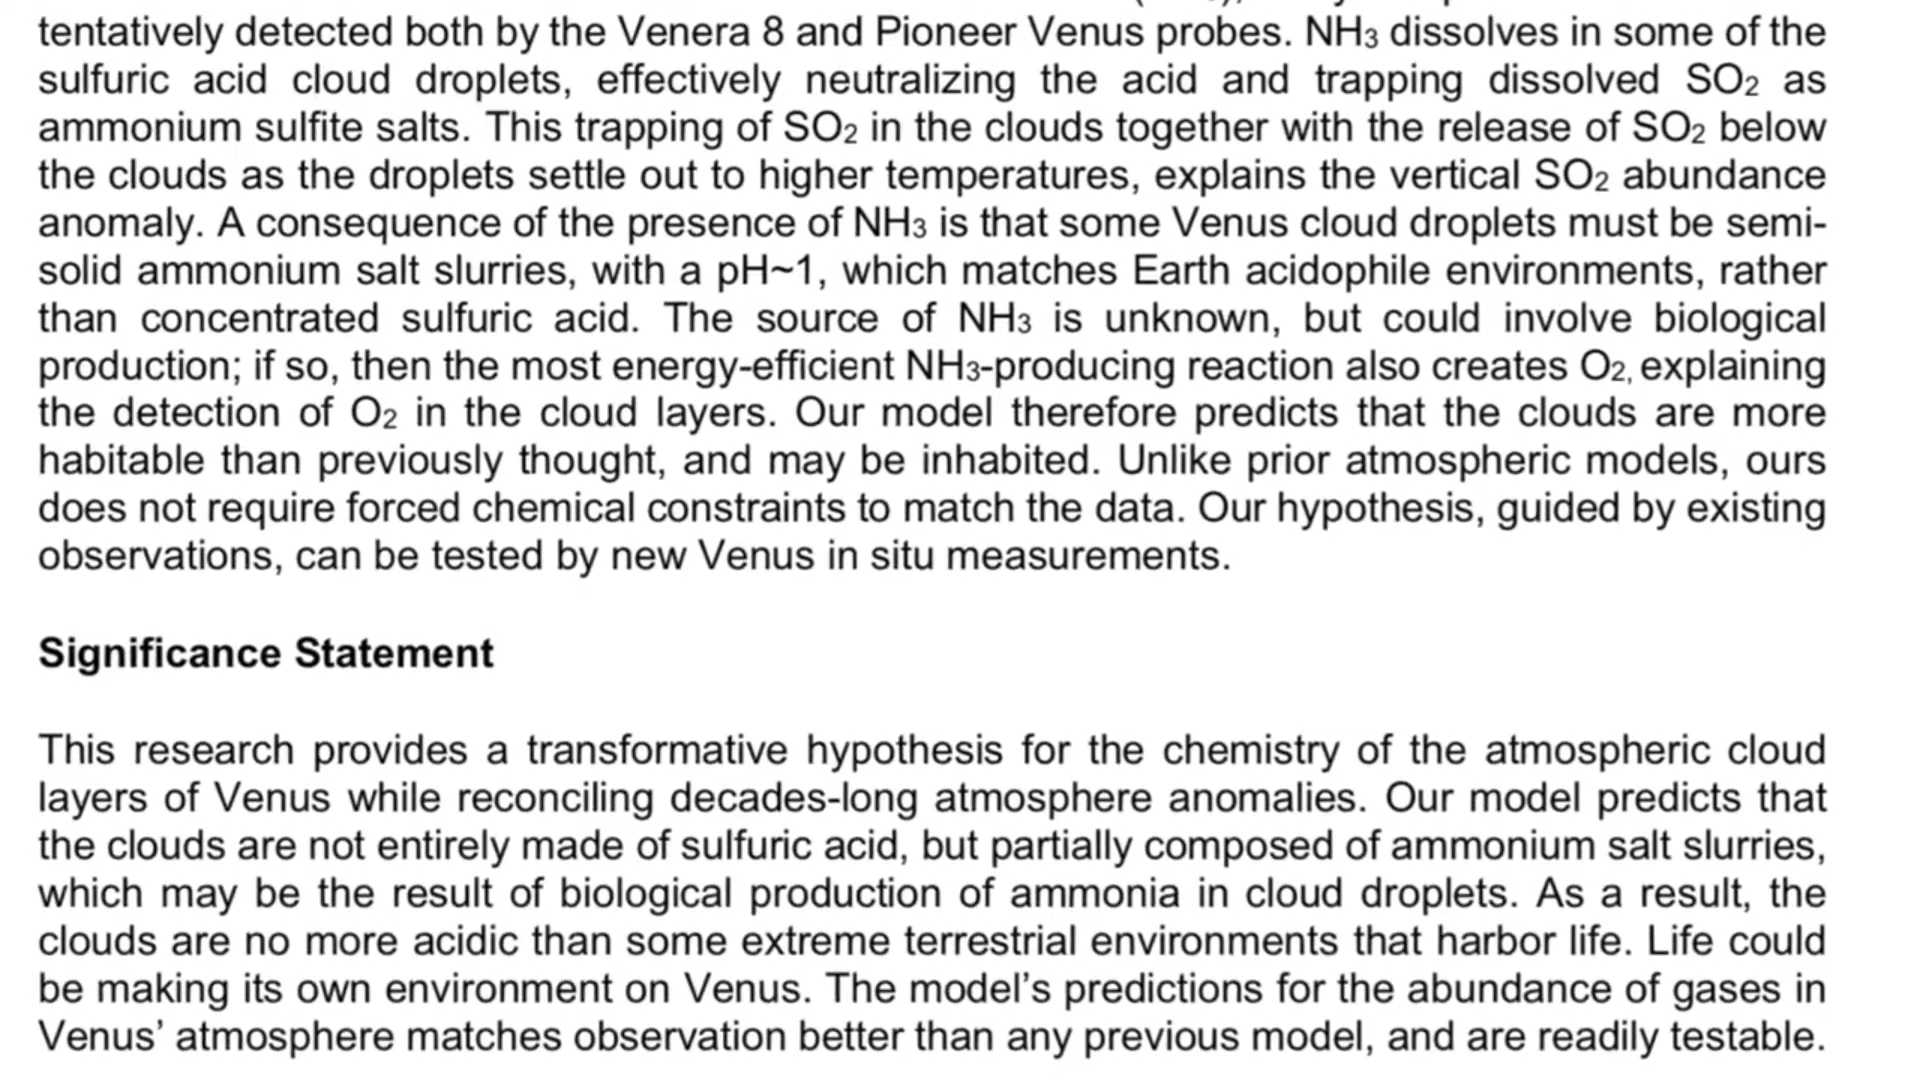 tentatively detected both by the Venera 8 and Pioneer Venus probes. NH3 dissolves in some of the
sulfuric acid cloud droplets, effectively neutralizing the acid and trapping dissolved SO2 as
ammonium sulfite salts. This trapping of SO2 in the clouds together with the release of SO2 below
the clouds as the droplets settle out to higher temperatures, explains the vertical SO2 abundance
anomaly. A consequence of the presence of NH3 is that some Venus cloud droplets must be semi-
solid ammonium salt slurries, with a pH~1, which matches Earth acidophile environments, rather
than concentrated sulfuric acid. The source of NH3 is unknown, but could involve biological
production; if so, then the most energy-efficient NH3-producing reaction also creates O2, explaining
the detection of O2 in the cloud layers. Our model therefore predicts that the clouds are more
habitable than previously thought, and may be inhabited. Unlike prior atmospheric models, ours
does not require forced chemical constraints to match the data. Our hypothesis, guided by existing
observations, can be tested by new Venus in situ measurements.
Significance Statement
This research provides a transformative hypothesis for the chemistry of the atmospheric cloud
layers of Venus while reconciling decades-long atmosphere anomalies. Our model predicts that
the clouds are not entirely made of sulfuric acid, but partially composed of ammonium salt slurries,
which may be the result of biological production of ammonia in cloud droplets. As a result, the
clouds are no more acidic than some extreme terrestrial environments that harbor life. Life could
be making its own environment on Venus. The model’s predictions for the abundance of gases in
Venus’ atmosphere matches observation better than any previous model, and are readily testable.